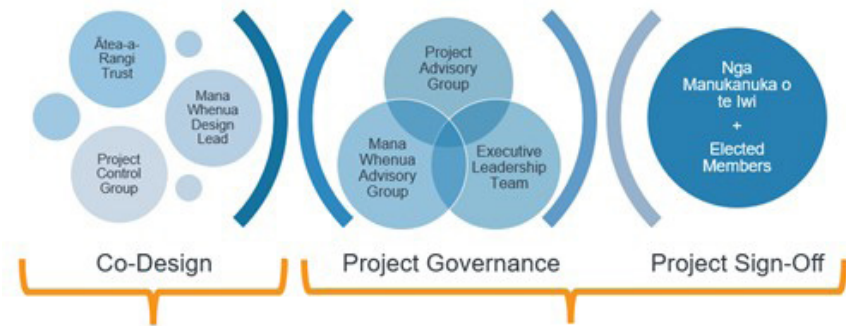 Ātea-a-
Rangi
Trust
Mana
Whenua
Design
Lead
Project
Control
Group
Project
Advisory
Group
Mana
Whenua
Advisory
Group
Executive
Leadership
Team
Nga
Manukanuka o
te Iwi
+
Elected
Members
Co-Design
Project Governance
Project Sign-Off